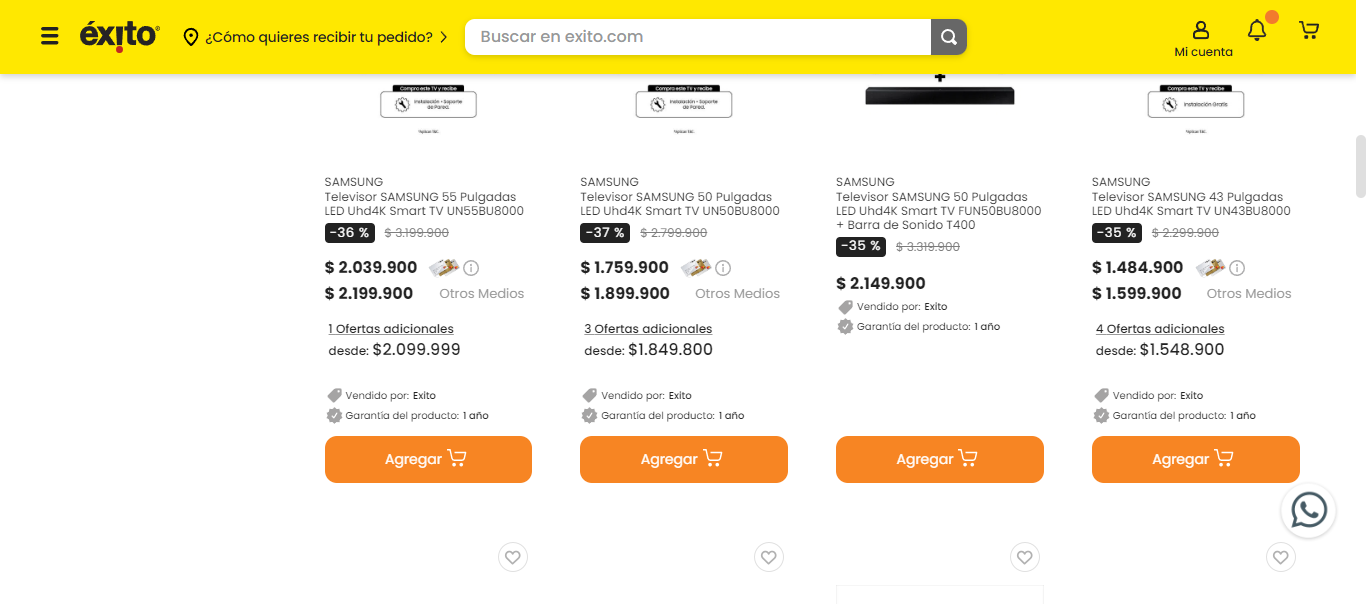 éxito
¿Cómo quieres recibir tu pedido?
Buscar en exito.com
Mi cuenta
Compra este TV y recibe
Instalación + Soporte
de Pared.
Compra este TV y recibe
Instalación + Soporte
de Pared.
Compra este TV y recibe
Instalación Gratis
SAMSUNG
Televisor SAMSUNG 55 Pulgadas
LED Uhd4K Smart TV UN55BU8000
-36 % $ 3.199.900
$ 2.039.900
$ 2.199.900 Otros Medios
1 Ofertas adicionales
desde: $2.099.999
Vendido por: Exito
Garantía del producto: 1 año
Agregar
SAMSUNG
Televisor SAMSUNG 50 Pulgadas
LED Uhd4K Smart TV UN50BU8000
-37 % $ 2.799.900
$ 1.759.900
$ 1.899.900 Otros Medios
3 Ofertas adicionales
desde: $1.849.800
Vendido por: Exito
Garantía del producto: 1 año
Agregar
SAMSUNG
Televisor SAMSUNG 50 Pulgadas
LED Uhd4K Smart TV FUN50BU8000
+ Barra de Sonido T400
-35 % $ 3.319.900
$ 2.149.900
Vendido por: Exito
Garantía del producto: 1 año
Agregar
SAMSUNG
Televisor SAMSUNG 43 Pulgadas
LED Uhd4K Smart TV UN43BU8000
-35 % $ 2.299.900
$ 1.484.900
$ 1.599.900 Otros Medios
4 Ofertas adicionales
desde: $1.548.900
Vendido por: Exito
Garantía del producto: 1 año
Agregar